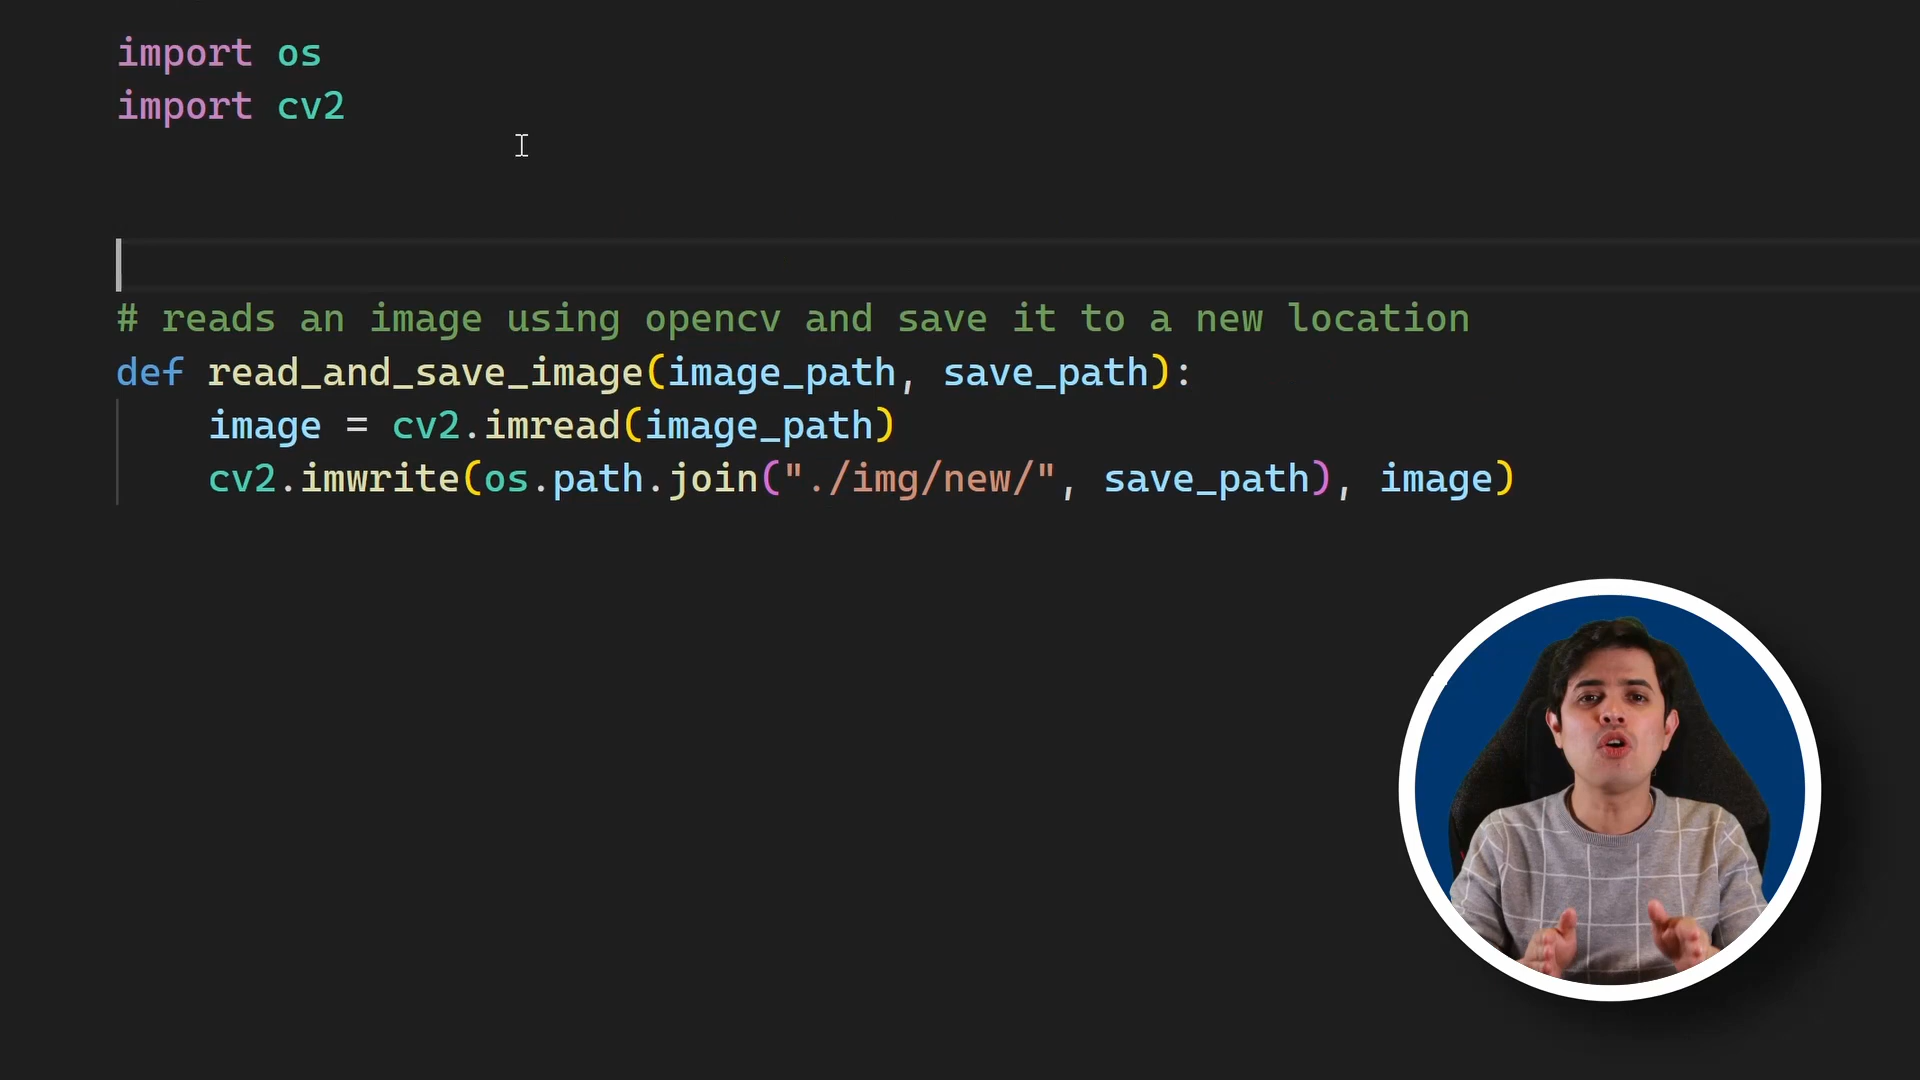 import os
import cv2
# reads an image using opencv and save it to a new location
def read_and_save_image(image_path, save_path):
    image = cv2.imread(image_path)
    cv2.imwrite(os.path.join("./img/new/", save_path), image)